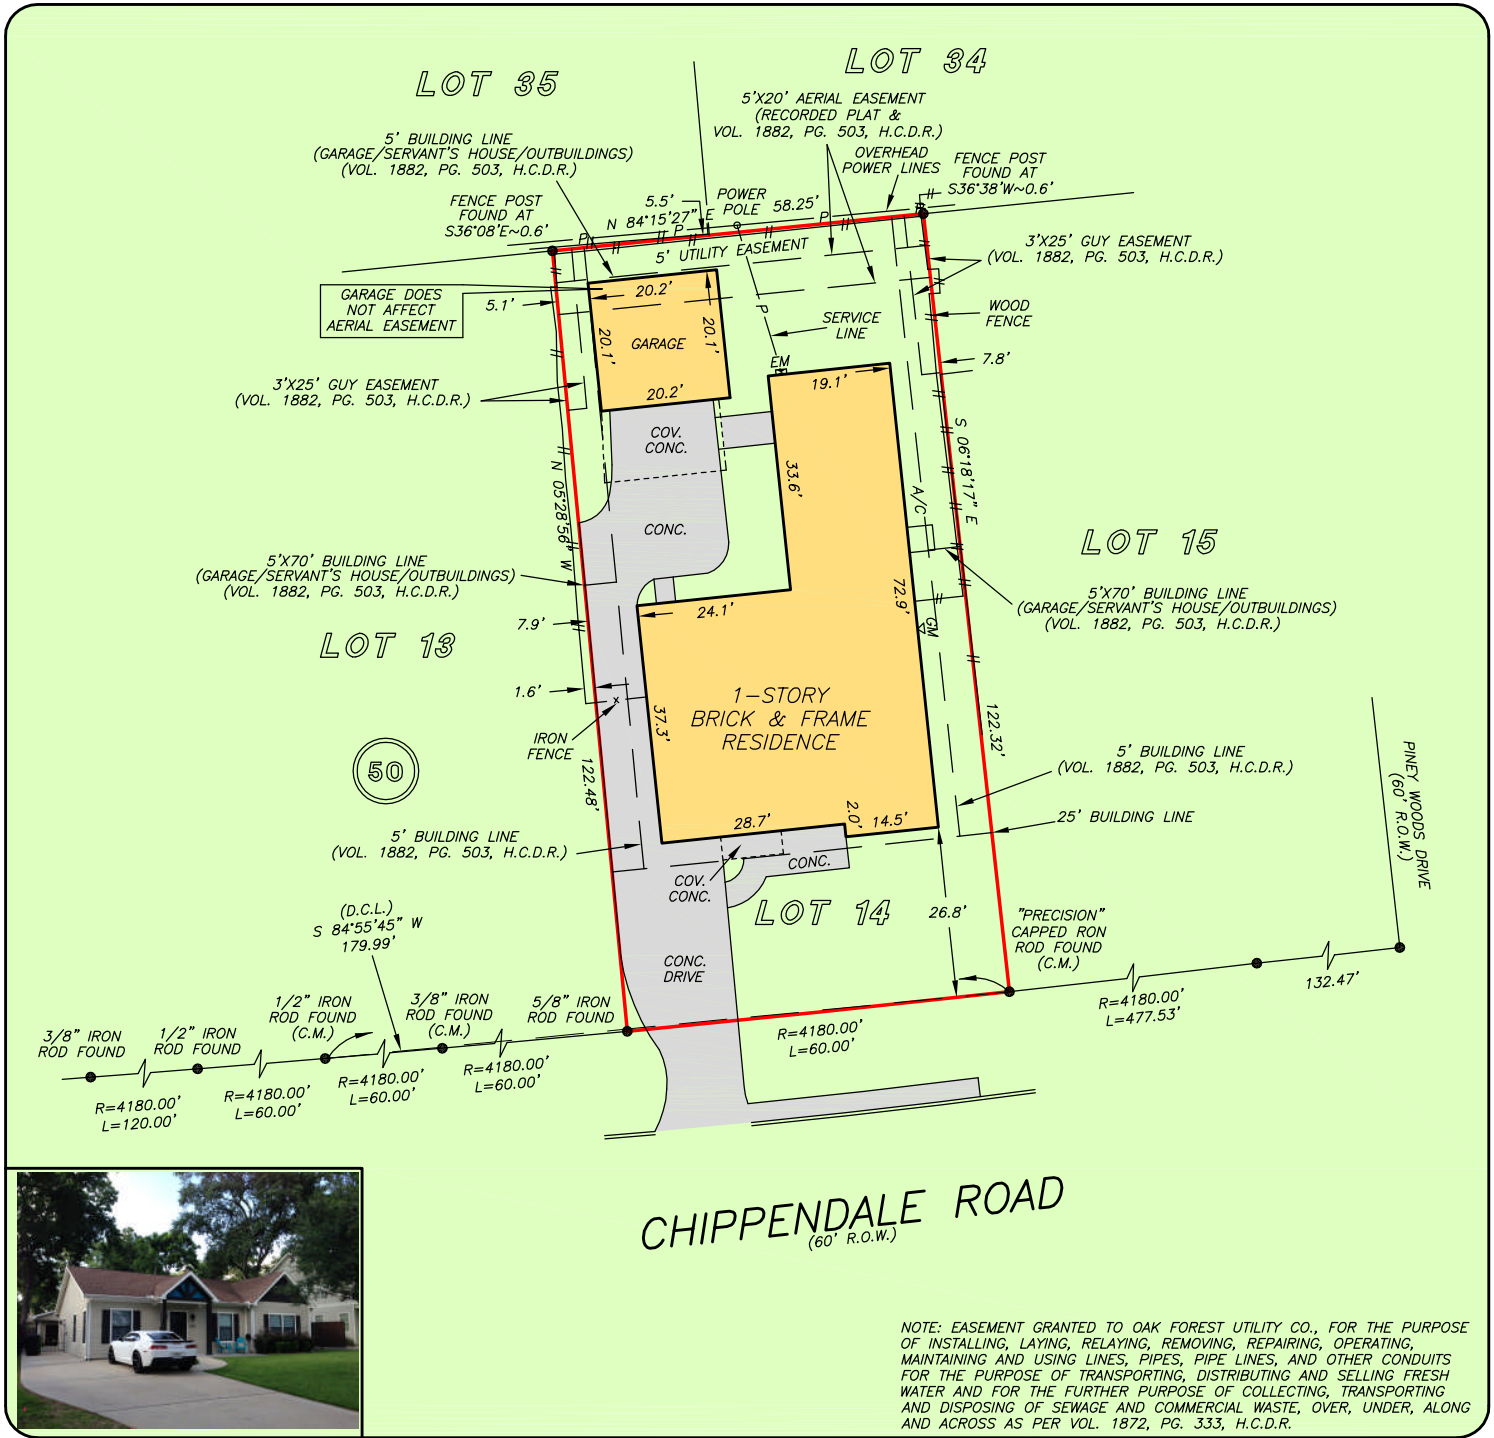 LOT 35
LOT 34
5'X20' AERIAL EASEMENT
(RECORDED PLAT &
VOL. 1882, PG. 503, H.C.D.R.)
5' BUILDING LINE
(GARAGE/SERVANT'S HOUSE/OUTBUILDINGS)
(VOL. 1882, PG. 503, H.C.D.R.)
OVERHEAD
POWER LINES
FENCE POST
FOUND AT
S36°38'W~0.6'
FENCE POST
FOUND AT
S36°08'E~0.6'
5.5'
POWER
POLE
N 84°15'27" E
58.25'
P
P
P
5' UTILITY EASEMENT
3'X25' GUY EASEMENT
(VOL. 1882, PG. 503, H.C.D.R.)
GARAGE DOES
NOT AFFECT
AERIAL EASEMENT
5.1'
20.2'
20.1'
20.1'
GARAGE
20.2'
P
SERVICE
LINE
WOOD
FENCE
EM
7.8'
19.1'
3'X25' GUY EASEMENT
(VOL. 1882, PG. 503, H.C.D.R.)
COV.
CONC.
N 05°28'56" W
33.6'
A/C
S 06°18'17" E
CONC.
LOT 15
5'X70' BUILDING LINE
(GARAGE/SERVANT'S HOUSE/OUTBUILDINGS)
(VOL. 1882, PG. 503, H.C.D.R.)
5'X70' BUILDING LINE
(GARAGE/SERVANT'S HOUSE/OUTBUILDINGS)
(VOL. 1882, PG. 503, H.C.D.R.)
24.1'
72.9'
GM
7.9'
LOT 13
1.6'
1-STORY
BRICK & FRAME
RESIDENCE
37.3'
IRON
FENCE
122.32'
50
122.48'
5' BUILDING LINE
(VOL. 1882, PG. 503, H.C.D.R.)
PINEY WOODS DRIVE
(60' R.O.W.)
28.7'
2.0'
14.5'
25' BUILDING LINE
5' BUILDING LINE
(VOL. 1882, PG. 503, H.C.D.R.)
CONC.
COV.
CONC.
LOT 14
26.8'
"PRECISION"
CAPPED RON
ROD FOUND
(C.M.)
(D.C.L.)
S 84°55'45" W
179.99'
CONC.
DRIVE
132.47'
R=4180.00'
L=477.53'
3/8" IRON
ROD FOUND
1/2" IRON
ROD FOUND
1/2" IRON
ROD FOUND
(C.M.)
3/8" IRON
ROD FOUND
(C.M.)
5/8" IRON
ROD FOUND
R=4180.00'
L=60.00'
R=4180.00'
L=120.00'
R=4180.00'
L=60.00'
R=4180.00'
L=60.00'
R=4180.00'
L=60.00'
CHIPPENDALE ROAD
(60' R.O.W.)
NOTE: EASEMENT GRANTED TO OAK FOREST UTILITY CO., FOR THE PURPOSE
OF INSTALLING, LAYING, RELAYING, REMOVING, REPAIRING, OPERATING,
MAINTAINING AND USING LINES, PIPES, PIPE LINES, AND OTHER CONDUITS
FOR THE PURPOSE OF TRANSPORTING, DISTRIBUTING AND SELLING FRESH
WATER AND FOR THE FURTHER PURPOSE OF COLLECTING, TRANSPORTING
AND DISPOSING OF SEWAGE AND COMMERCIAL WASTE, OVER, UNDER, ALONG
AND ACROSS AS PER VOL. 1872, PG. 333, H.C.D.R.